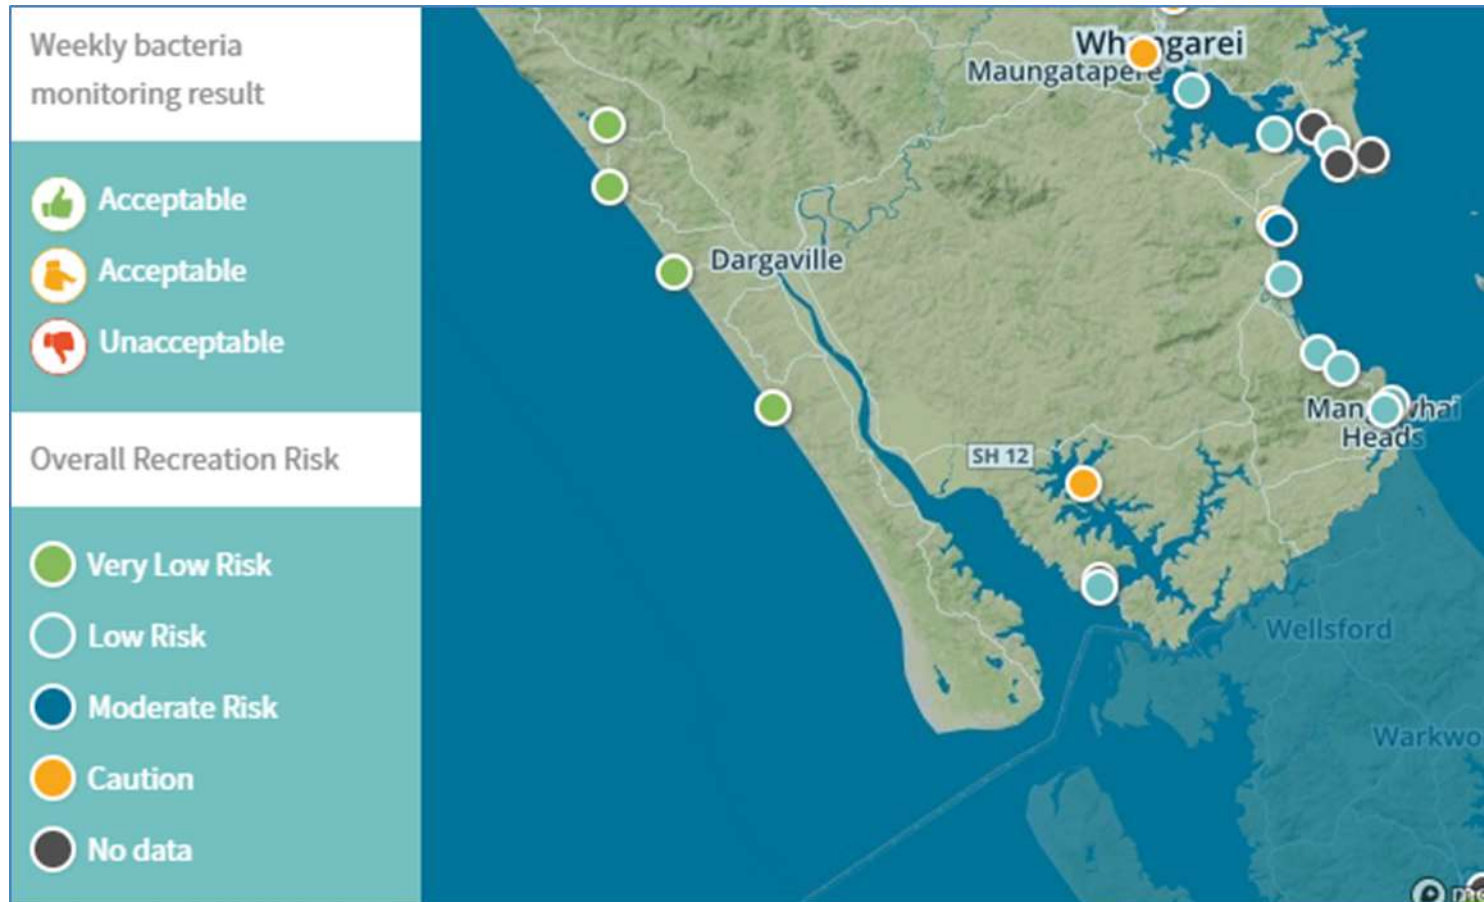 Weekly bacteria
monitoring result
Acceptable
Acceptable
Unacceptable
Overall Recreation Risk
Very Low Risk
Low Risk
Moderate Risk
Caution
No data
Maungatapere
Dargaville
SH 12
Heads
Wellsford
Warkwo